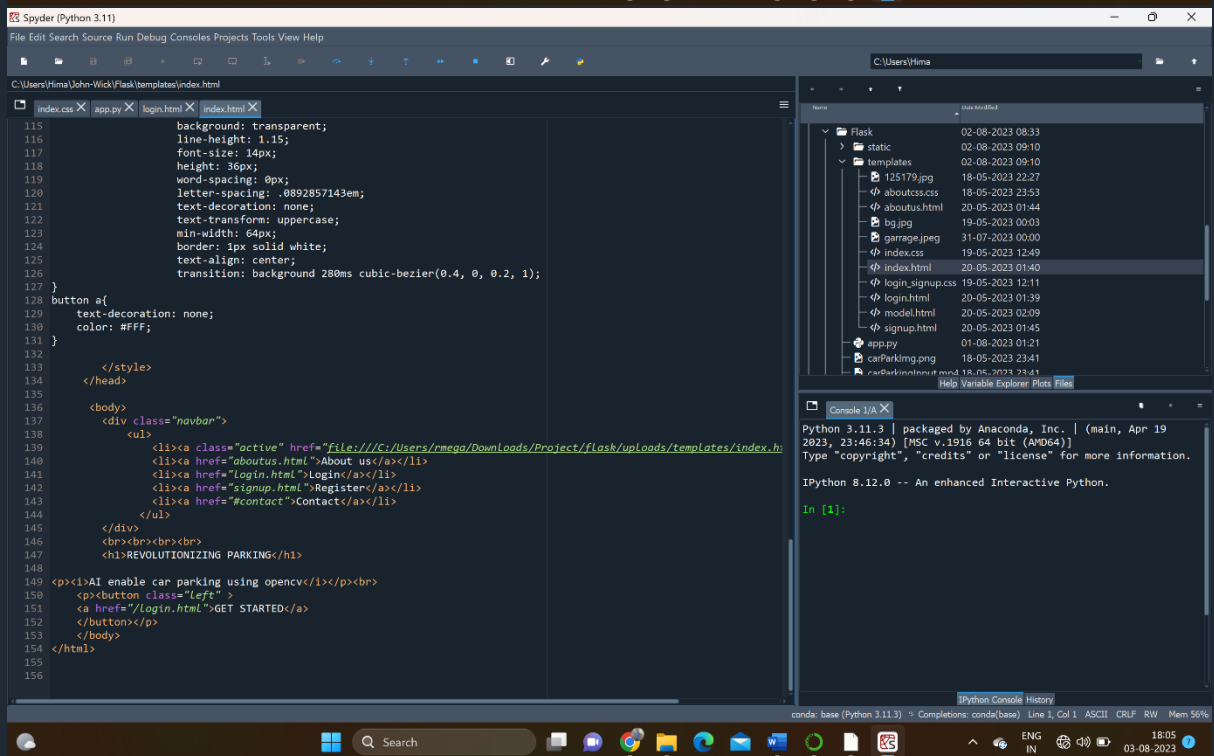 Spyder (Python 3.11)
File Edit Search Source Run Debug Consoles Projects Tools View Help
C:\Users\Hima
C:\Users\Hima\John-Wick\Flask\templates\index.html
index.css app.py login.html index.html
115 background: transparent;
116 line-height: 1.15;
117 font-size: 14px;
118 height: 36px;
119 word-spacing: 0px;
120 letter-spacing: .0892857143em;
121 text-decoration: none;
122 text-transform: uppercase;
123 min-width: 64px;
124 border: 1px solid white;
125 text-align: center;
126 transition: background 280ms cubic-bezier(0.4, 0, 0.2, 1);
127 }
128 button a{
129 text-decoration: none;
130 color: #FFF;
131 }
132
133 </style>
134 </head>
135
136 <body>
137 <div class="navbar">
138 <ul>
139 <li><a class="active" href="file:///C:/Users/rmega/Downloads/Project/flask/uploads/templates/index.h
140 <li><a href="aboutus.html">About us</a></li>
141 <li><a href="login.html">Login</a></li>
142 <li><a href="signup.html">Register</a></li>
143 <li><a href="#contact">Contact</a></li>
144 </ul>
145 </div>
146 <br><br><br><br>
147 <h1>REVOLUTIONIZING PARKING</h1>
148
149 <p><i>AI enable car parking using opencv</i></p><br>
150 <p><button class="left" >
151 <a href="/login.html">GET STARTED</a>
152 </button></p>
153 </body>
154 </html>
155
156
Name Date Modified
Flask 02-08-2023 08:33
static 02-08-2023 09:10
templates 02-08-2023 09:10
125179.jpg 18-05-2023 22:27
aboutcss.css 18-05-2023 23:53
aboutus.html 20-05-2023 01:44
bg.jpg 19-05-2023 00:03
garrage.jpeg 31-07-2023 00:00
index.css 19-05-2023 12:49
index.html 20-05-2023 01:40
login_signup.css 19-05-2023 12:11
login.html 20-05-2023 01:39
model.html 20-05-2023 02:09
signup.html 20-05-2023 01:45
app.py 01-08-2023 01:21
carParkImg.png 18-05-2023 23:41
carParkingInput.mp4 18-05-2023 23:41
Help Variable Explorer Plots Files
Console 1/A
Python 3.11.3 | packaged by Anaconda, Inc. | (main, Apr 19
2023, 23:46:34) [MSC v.1916 64 bit (AMD64)]
Type "copyright", "credits" or "license" for more information.
IPython 8.12.0 -- An enhanced Interactive Python.
In [1]:
IPython Console History
conda: base (Python 3.11.3) Completions: conda(base) Line 1, Col 1 ASCII CRLF RW Mem 56%
Search
ENG
IN
18:05
03-08-2023
7